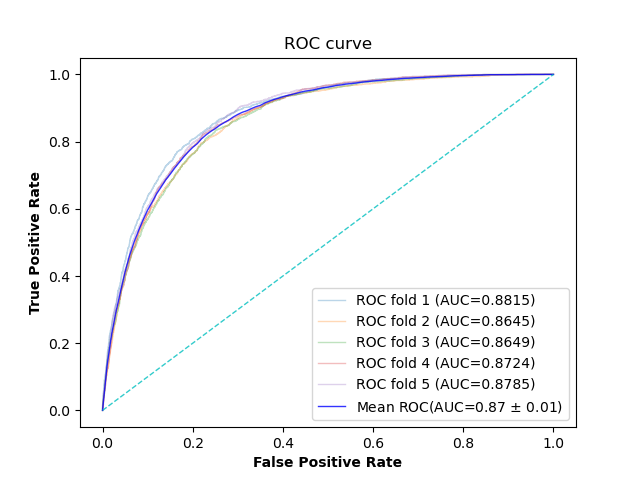 ROC curve
True Positive Rate
1.0
0.8
0.6
0.4
0.2
0.0
ROC fold 1 (AUC=0.8815)
ROC fold 2 (AUC=0.8645)
ROC fold 3 (AUC=0.8649)
ROC fold 4 (AUC=0.8724)
ROC fold 5 (AUC=0.8785)
Mean ROC(AUC=0.87 ± 0.01)
0.0 0.2 0.4 0.6 0.8 1.0
False Positive Rate